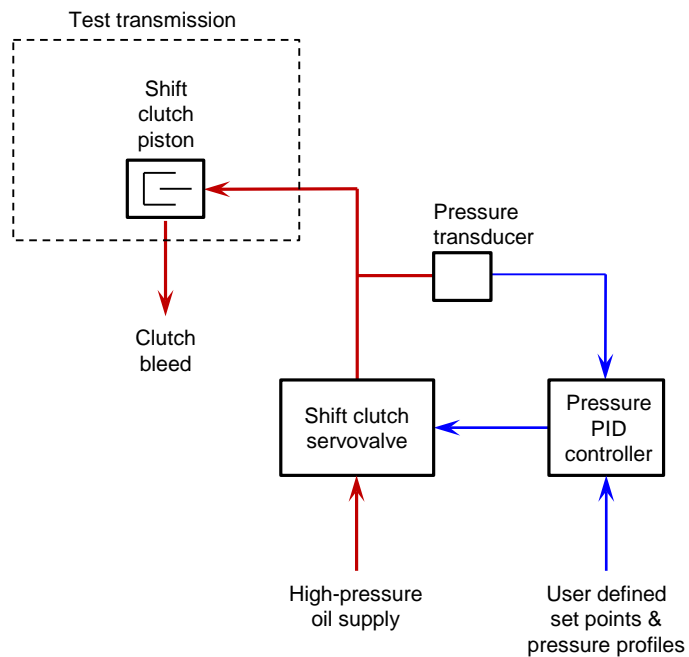 Test transmission
Shift
clutch
piston
Pressure
transducer
Clutch
bleed
Shift clutch
servovalve
Pressure
PID
controller
High-pressure
oil supply
User defined
set points &
pressure profiles